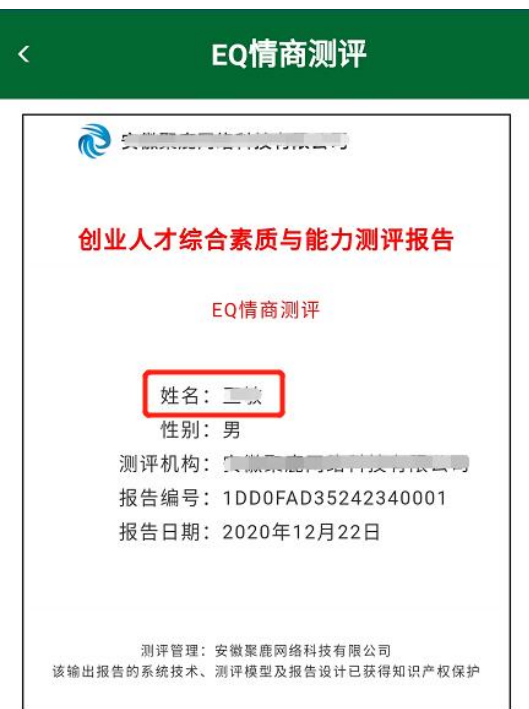 EQ情商测评
创业人才综合素质与能力测评报告
EQ情商测评
姓名：
性别：男
测评机构：
报告编号：1DD0FAD35242340001
报告日期：2020年12月22日
测评管理：安徽聚鹿网络科技有限公司
该输出报告的系统技术、测评模型及报告设计已获得知识产权保护